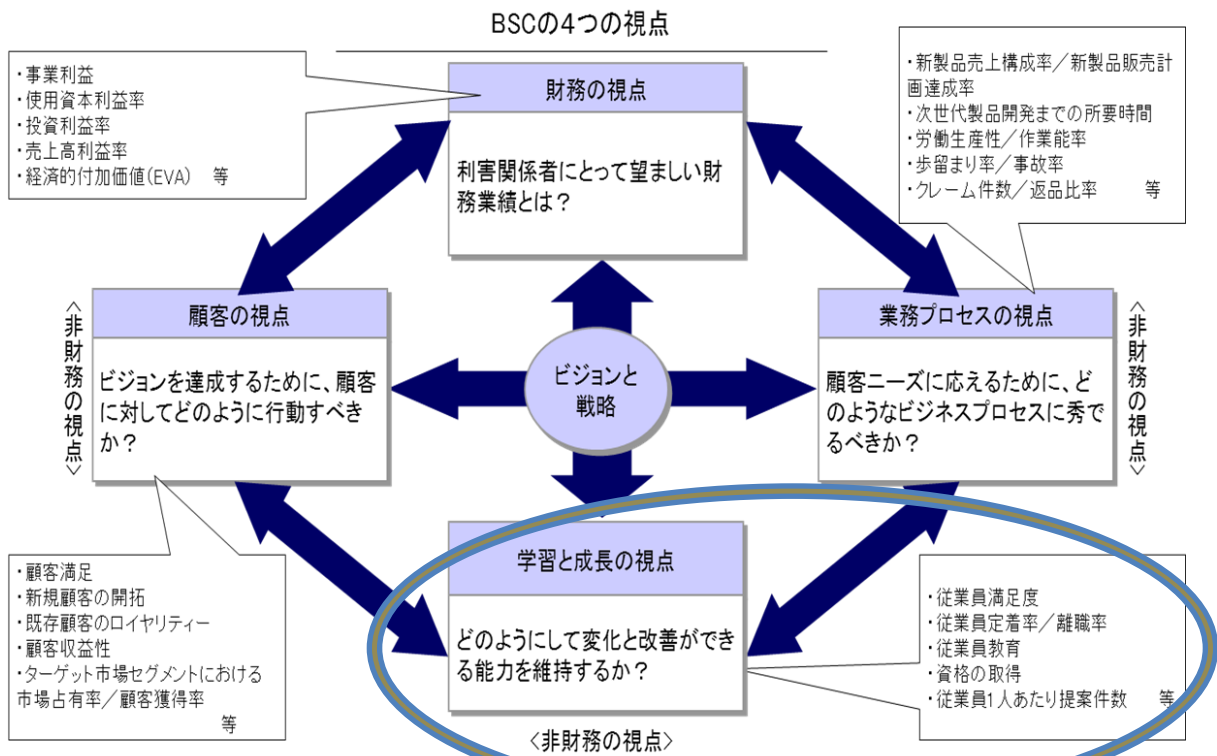 BSCの4つの視点
・事業利益
・使用資本利益率
・投資利益率
・売上高利益率
・経済的付加価値(EVA)　等
財務の視点
利害関係者にとって望ましい財
務業績とは？
・新製品売上構成率／新製品販売計
画達成率
・次世代製品開発までの所要時間
・労働生産性／作業能率
・歩留まり率／事故率
・クレーム件数／返品比率　等
〈非財務の視点〉
顧客の視点
ビジョンを達成するために、顧客
に対してどのように行動すべき
か？
ビジョンと
戦略
業務プロセスの視点
顧客ニーズに応えるために、ど
のようなビジネスプロセスに秀で
るべきか？
〈非財務の視点〉
・顧客満足
・新規顧客の開拓
・既存顧客のロイヤリティー
・顧客収益性
・ターゲット市場セグメントにおける
市場占有率／顧客獲得率
等
学習と成長の視点
どのようにして変化と改善ができ
る能力を維持するか？
〈非財務の視点〉
・従業員満足度
・従業員定着率／離職率
・従業員教育
・資格の取得
・従業員1人あたり提案件数　等